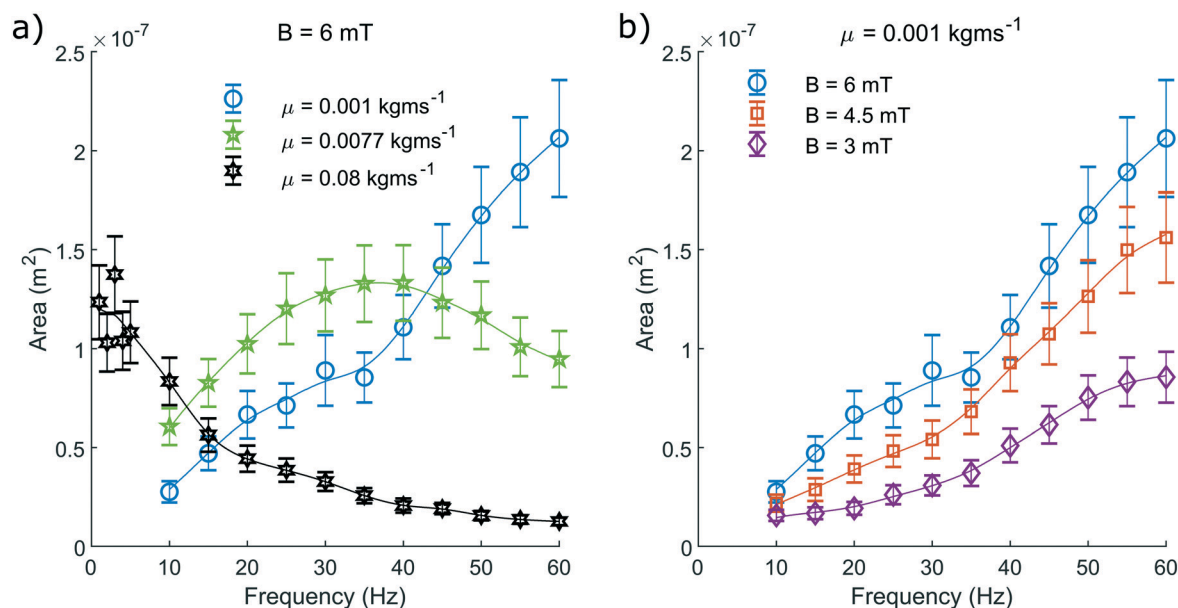 a)
×10⁻⁷
B = 6 mT
2.5
μ = 0.001 kgms⁻¹
μ = 0.0077 kgms⁻¹
μ = 0.08 kgms⁻¹
2
1.5
1
0.5
0
Area (m²)
0 10 20 30 40 50 60
Frequency (Hz)
b)
×10⁻⁷
μ = 0.001 kgms⁻¹
2.5
B = 6 mT
B = 4.5 mT
B = 3 mT
2
1.5
1
0.5
0
Area (m²)
0 10 20 30 40 50 60
Frequency (Hz)